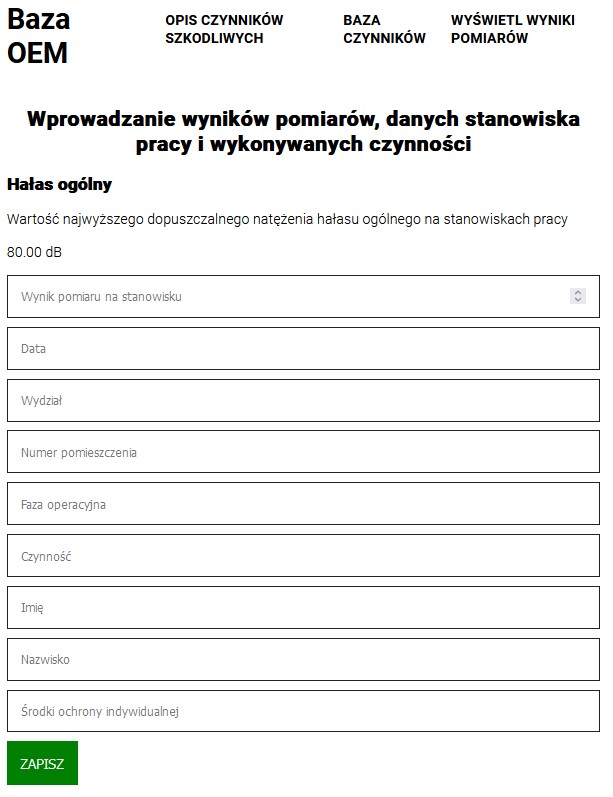 Baza
OEM
OPIS CZYNNIKÓW
SZKODLIWYCH
BAZA
CZYNNIKÓW
WYŚWIETL WYNIKI
POMIARÓW
Wprowadzanie wyników pomiarów, danych stanowiska
pracy i wykonywanych czynności
Hałas ogólny
Wartość najwyższego dopuszczalnego natężenia hałasu ogólnego na stanowiskach pracy
80.00 dB
Wynik pomiaru na stanowisku
Data
Wydział
Numer pomieszczenia
Faza operacyjna
Czynność
Imię
Nazwisko
Środki ochrony indywidualnej
ZAPISZ